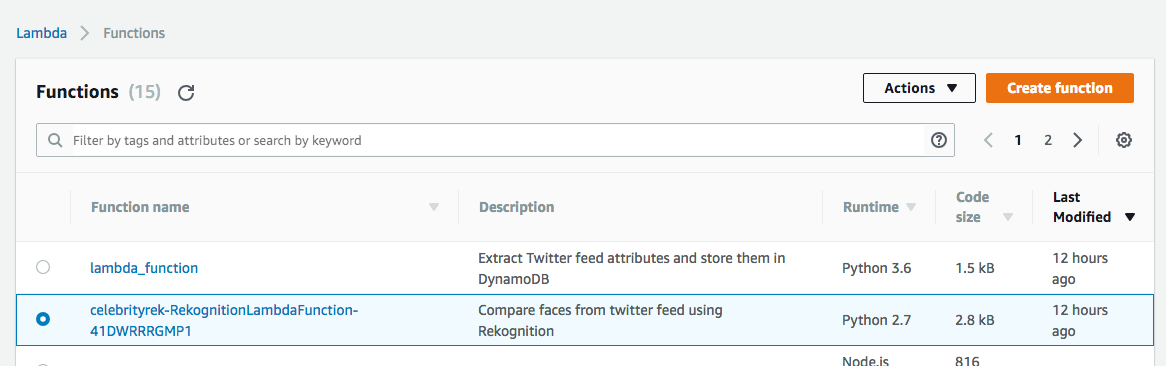 Lambda > Functions
Functions (15) Actions Create function
Filter by tags and attributes or search by keyword 1 2
Function name Description Runtime Code size Last Modified
lambda_function
Extract Twitter feed attributes and store them in
DynamoDB
Python 3.6
1.5 kB
12 hours
ago
celebrityrek-RekognitionLambdaFunction-
41DWRRRGMP1
Compare faces from twitter feed using
Rekognition
Python 2.7
2.8 kB
12 hours
ago
Node.js
816